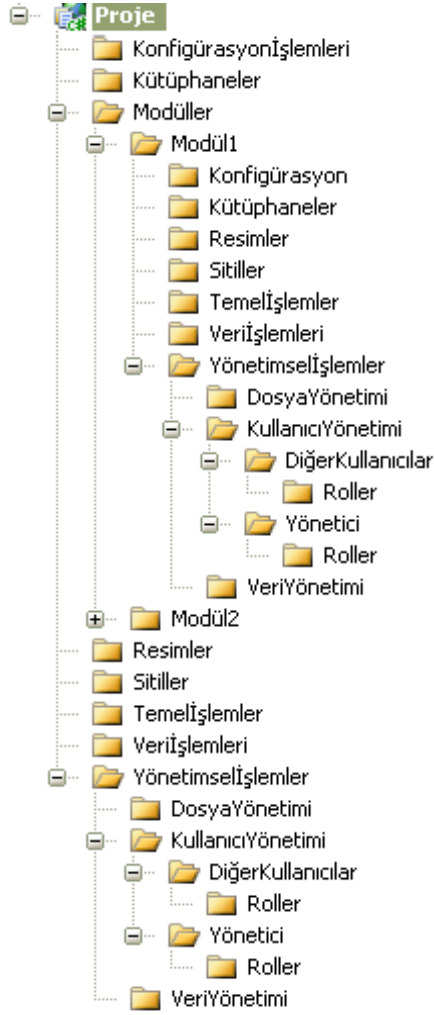 Proje
Konfigürasyonİşlemleri
Kütüphaneler
Modüller
Modül1
Konfigürasyon
Kütüphaneler
Resimler
Sitiller
Temelİşlemler
Veriİşlemleri
Yönetimselİşlemler
DosyaYönetimi
KullanıcıYönetimi
DiğerKullanıcılar
Roller
Yönetici
Roller
VeriYönetimi
Modül2
Resimler
Sitiller
Temelİşlemler
Veriİşlemleri
Yönetimselİşlemler
DosyaYönetimi
KullanıcıYönetimi
DiğerKullanıcılar
Roller
Yönetici
Roller
VeriYönetimi